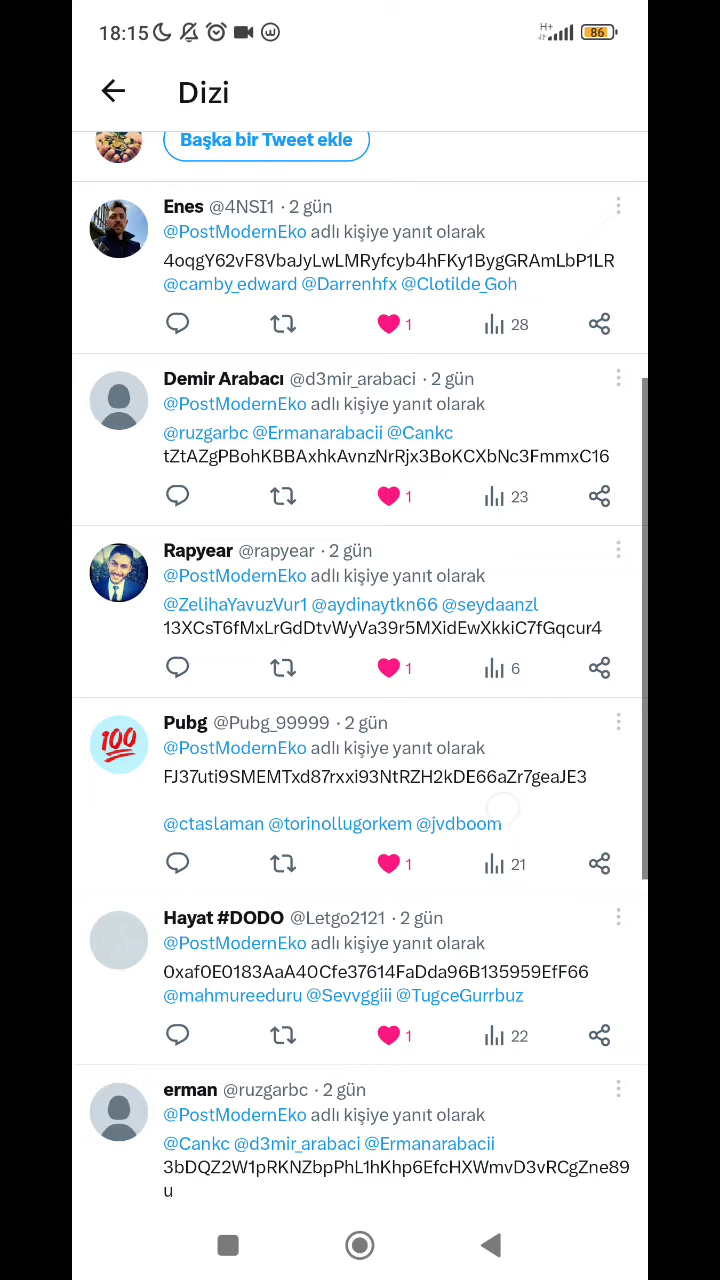 18:15
H+
86
Dizi
Başka bir Tweet ekle
Enes @4NSI1 · 2 gün
@PostModernEko adlı kişiye yanıt olarak
4oqgY62vF8VbaJyLwLMRyfcyb4hFKy1BygGRAmLbP1LR
@camby_edward @Darrenhfx @Clotilde_Goh
1 28
Demir Arabacı @d3mir_arabaci · 2 gün
@PostModernEko adlı kişiye yanıt olarak
@ruzgarbc @Ermanarabacii @Cankc
tZtAZgPBohKBBAxhkAvnzNrRjx3BoKCXbNc3FmmxC16
1 23
Rapyear @rapyear · 2 gün
@PostModernEko adlı kişiye yanıt olarak
@ZelihaYavuzVur1 @aydinaytkn66 @seydaanzl
13XCsT6fMxLrGdDtvWyVa39r5MXidEwXkkiC7fGqcur4
1 6
100
Pubg @Pubg_99999 · 2 gün
@PostModernEko adlı kişiye yanıt olarak
FJ37uti9SMEMTxd87rxxi93NtRZH2kDE66aZr7geaJE3
@ctaslaman @torinollugorkem @jvdboom
1 21
Hayat #DODO @Letgo2121 · 2 gün
@PostModernEko adlı kişiye yanıt olarak
0xaf0E0183AaA40Cfe37614FaDda96B135959EfF66
@mahmureeduru @Sevvggiii @TugceGurrbuz
1 22
erman @ruzgarbc · 2 gün
@PostModernEko adlı kişiye yanıt olarak
@Cankc @d3mir_arabaci @Ermanarabacii
3bDQZ2W1pRKNZbpPhL1hKhp6EfcHXWmvD3vRCgZne89
u